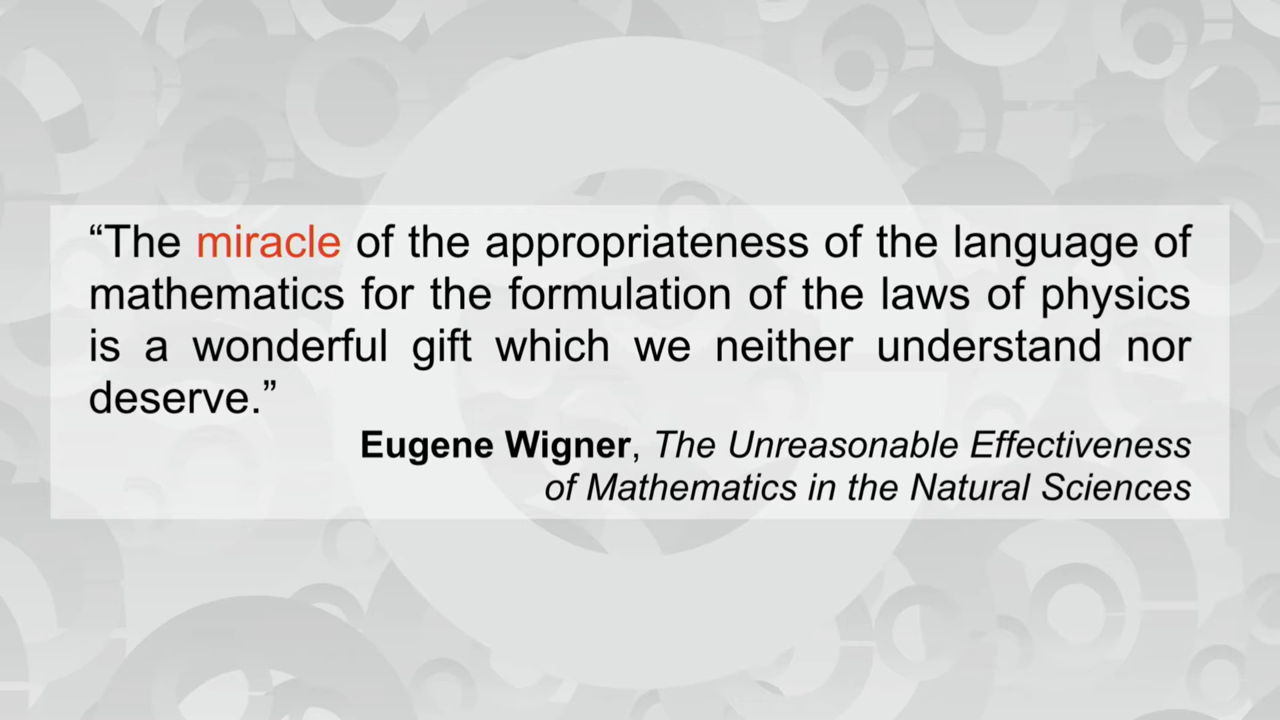 “The miracle of the appropriateness of the language of
mathematics for the formulation of the laws of physics
is a wonderful gift which we neither understand nor
deserve.”
Eugene Wigner, The Unreasonable Effectiveness
of Mathematics in the Natural Sciences